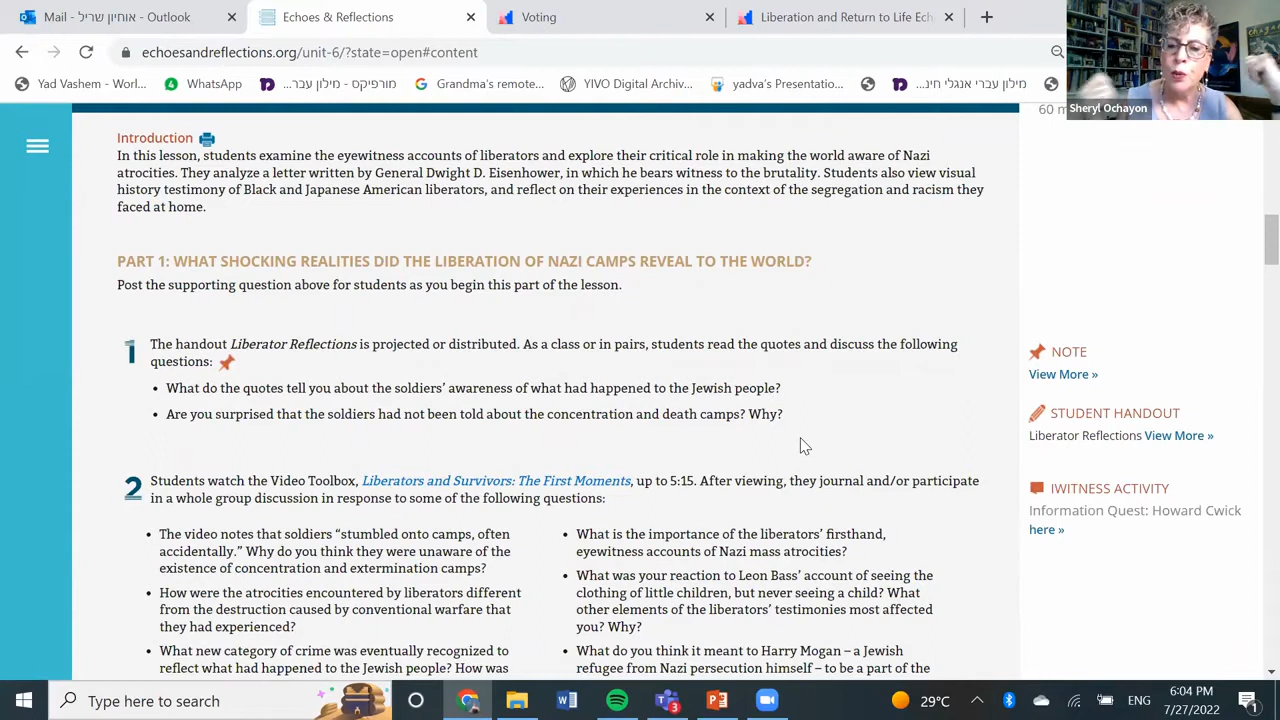 Mail - אוחיון שריל - Outlook
Echoes & Reflections
Voting
Liberation and Return to Life Ech
echoesandreflections.org/unit-6/?state=open#content
Yad Vashem - Worl...
WhatsApp
מורפיקס - מילון עבר...
Grandma's remote...
YIVO Digital Archiv...
yadva's Presentatio...
מילון עברי אנגלי חינ...
Sheryl Ochayon
60 m
Introduction
In this lesson, students examine the eyewitness accounts of liberators and explore their critical role in making the world aware of Nazi
atrocities. They analyze a letter written by General Dwight D. Eisenhower, in which he bears witness to the brutality. Students also view visual
history testimony of Black and Japanese American liberators, and reflect on their experiences in the context of the segregation and racism they
faced at home.
PART 1: WHAT SHOCKING REALITIES DID THE LIBERATION OF NAZI CAMPS REVEAL TO THE WORLD?
Post the supporting question above for students as you begin this part of the lesson.
1 The handout Liberator Reflections is projected or distributed. As a class or in pairs, students read the quotes and discuss the following
questions:
• What do the quotes tell you about the soldiers' awareness of what had happened to the Jewish people?
• Are you surprised that the soldiers had not been told about the concentration and death camps? Why?
2 Students watch the Video Toolbox, Liberators and Survivors: The First Moments, up to 5:15. After viewing, they journal and/or participate
in a whole group discussion in response to some of the following questions:
• The video notes that soldiers “stumbled onto camps, often
accidentally.” Why do you think they were unaware of the
existence of concentration and extermination camps?
• How were the atrocities encountered by liberators different
from the destruction caused by conventional warfare that
they had experienced?
• What new category of crime was eventually recognized to
reflect what had happened to the Jewish people? How was
• What is the importance of the liberators' firsthand,
eyewitness accounts of Nazi mass atrocities?
• What was your reaction to Leon Bass' account of seeing the
clothing of little children, but never seeing a child? What
other elements of the liberators' testimonies most affected
you? Why?
• What do you think it meant to Harry Mogan – a Jewish
refugee from Nazi persecution himself – to be a part of the
NOTE
View More »
STUDENT HANDOUT
Liberator Reflections View More »
IWITNESS ACTIVITY
Information Quest: Howard Cwick
here »
Type here to search
29°C
ENG
6:04 PM
7/27/2022